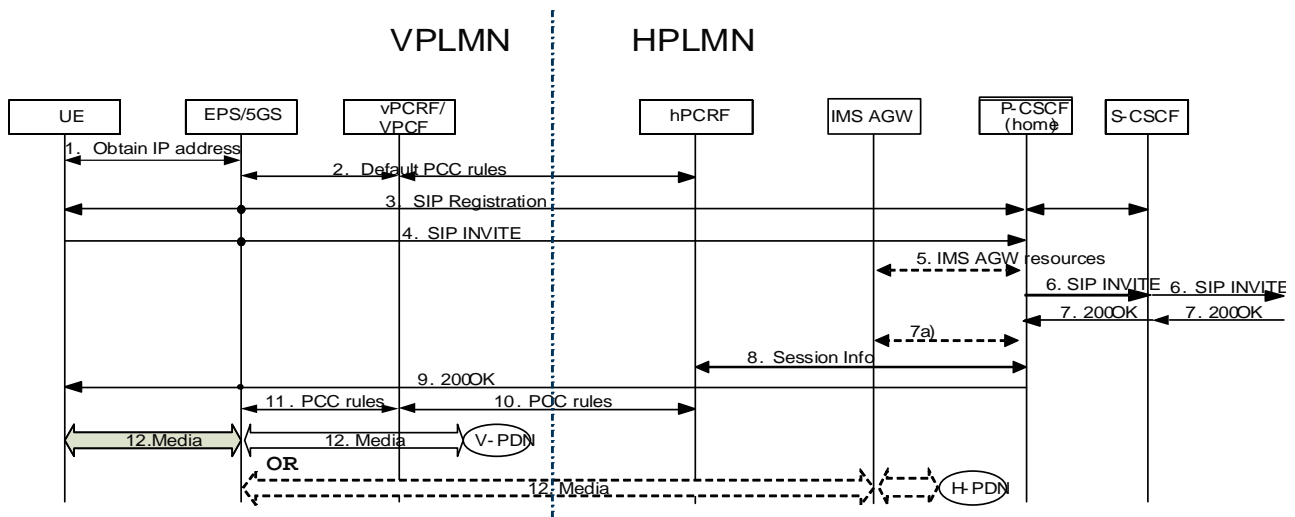 VPLMN
HPLMN
UE
EPS/5GS
vPCRF/
VPCF
hPCRF
IMS AGW
P-CSCF
(home)
S-CSCF
1. Obtain IP address
2. Default PCC rules
3. SIP Registration
4. SIP INVITE
5. IMS AGW resources
6. SIP INVITE
6. SIP INVITE
7. 200OK
7. 200OK
7a)
8. Session Info
9. 200OK
11. PCC rules
10. PCC rules
12.Media
12. Media
V-PDN
OR
12. Media
H-PDN